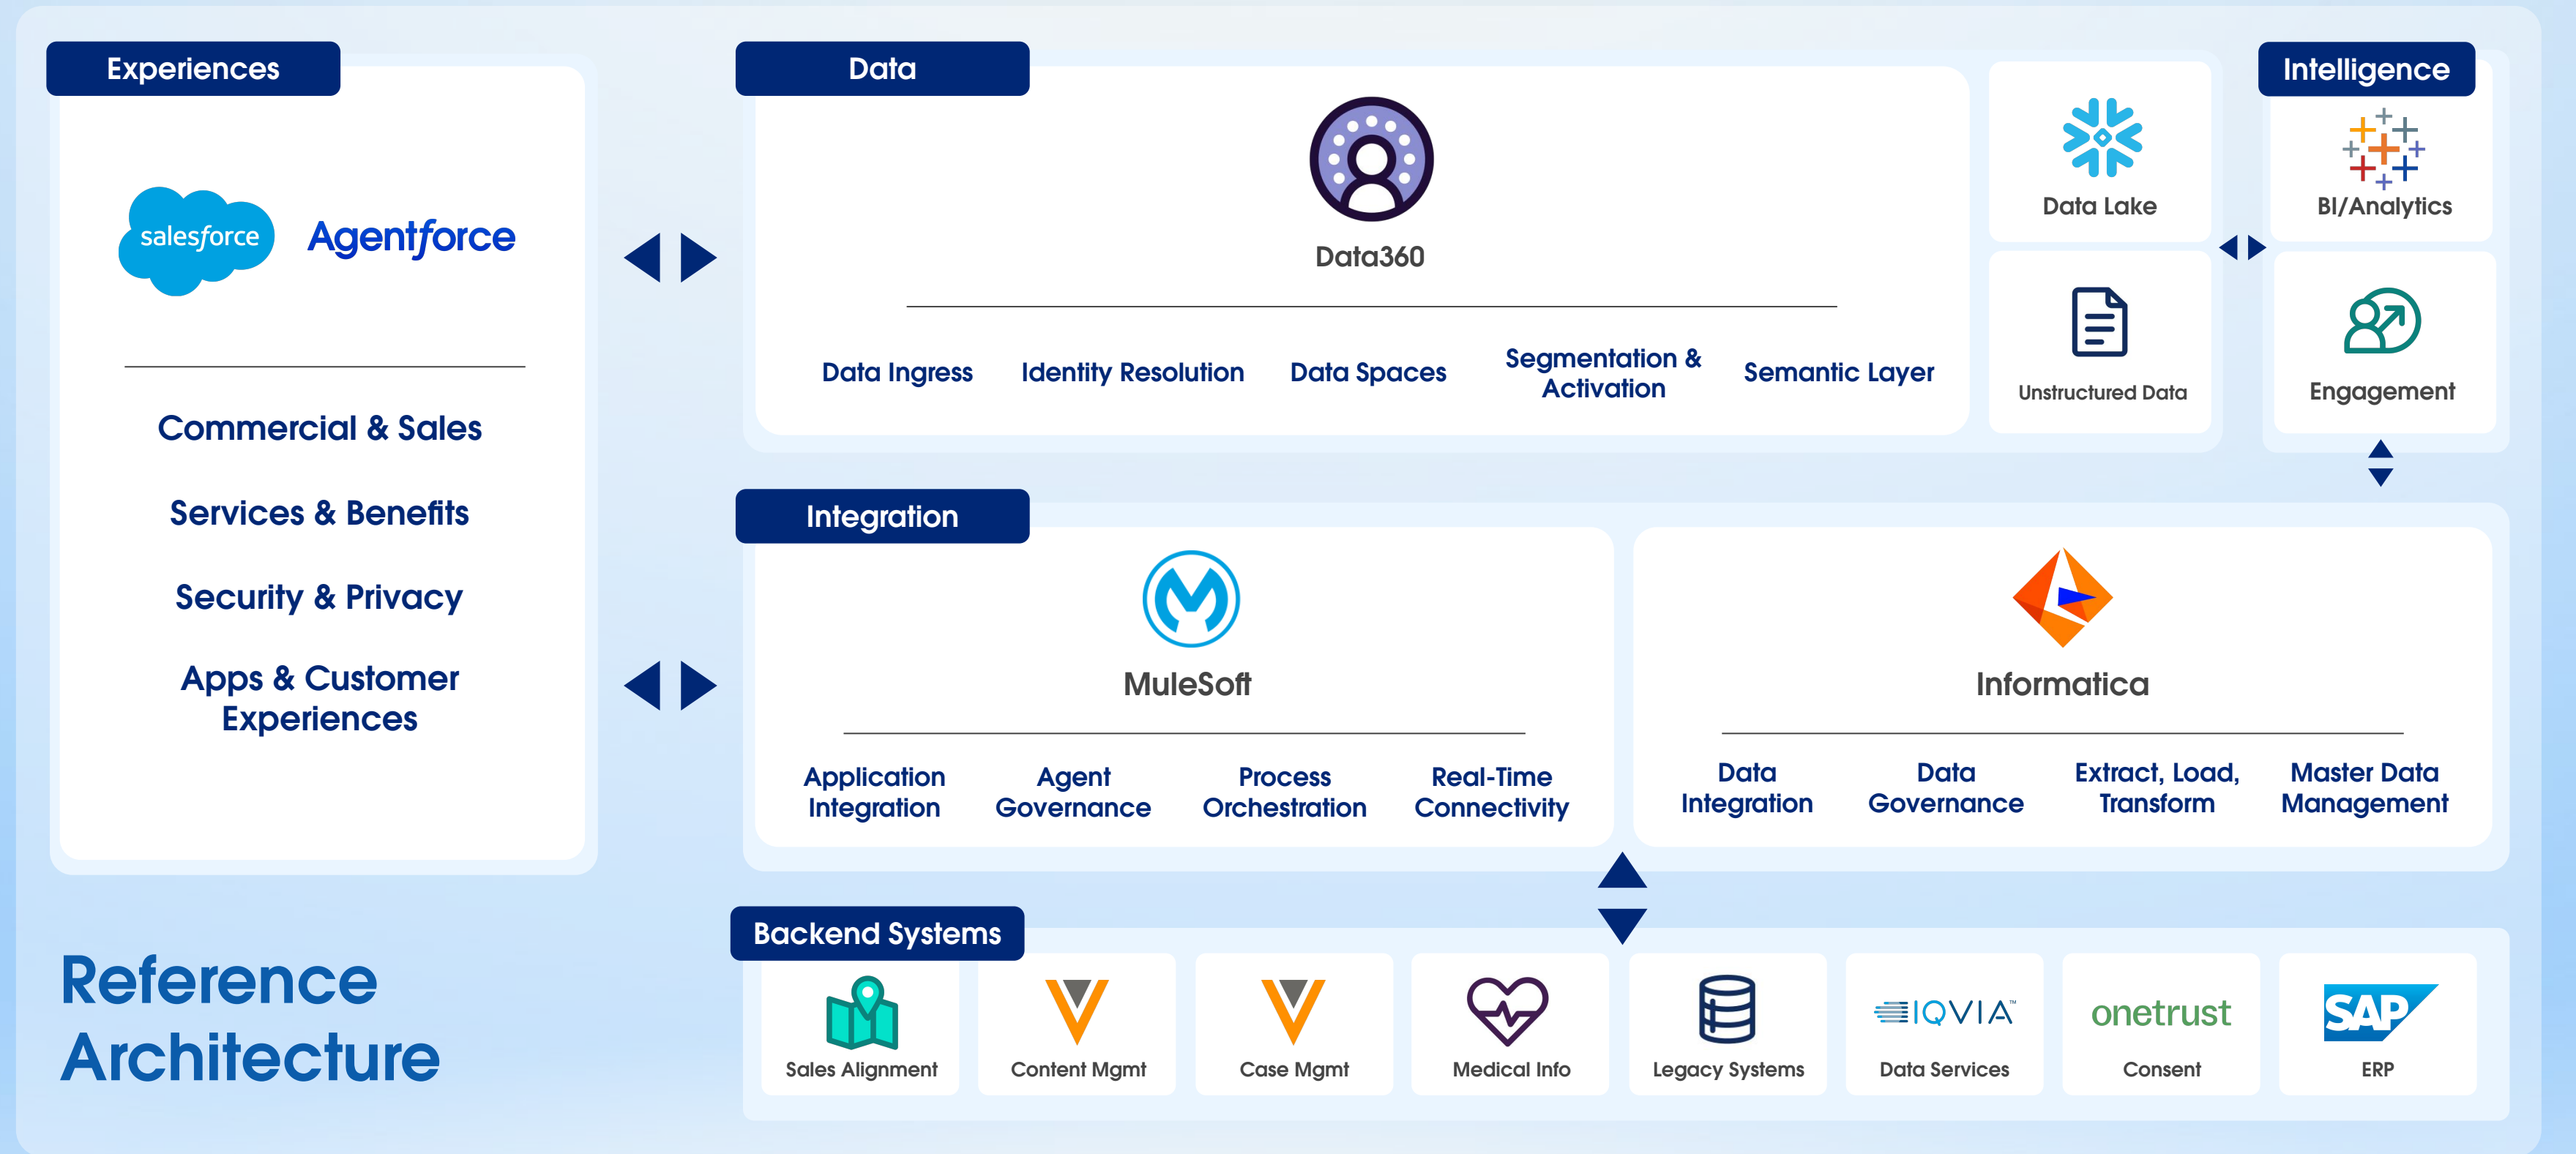 Experiences
salesforce
Agentforce
Commercial & Sales
Services & Benefits
Security & Privacy
Apps & Customer
Experiences
Data
Data360
Data Ingress
Identity Resolution
Data Spaces
Segmentation &
Activation
Semantic Layer
Data Lake
Unstructured Data
Intelligence
BI/Analytics
Engagement
Integration
MuleSoft
Application
Integration
Agent
Governance
Process
Orchestration
Real-Time
Connectivity
Informatica
Data
Integration
Data
Governance
Extract, Load,
Transform
Master Data
Management
Backend Systems
Sales Alignment
Content Mgmt
Case Mgmt
Medical Info
Legacy Systems
IQVIA™
Data Services
onetrust
Consent
SAP
ERP
Reference
Architecture